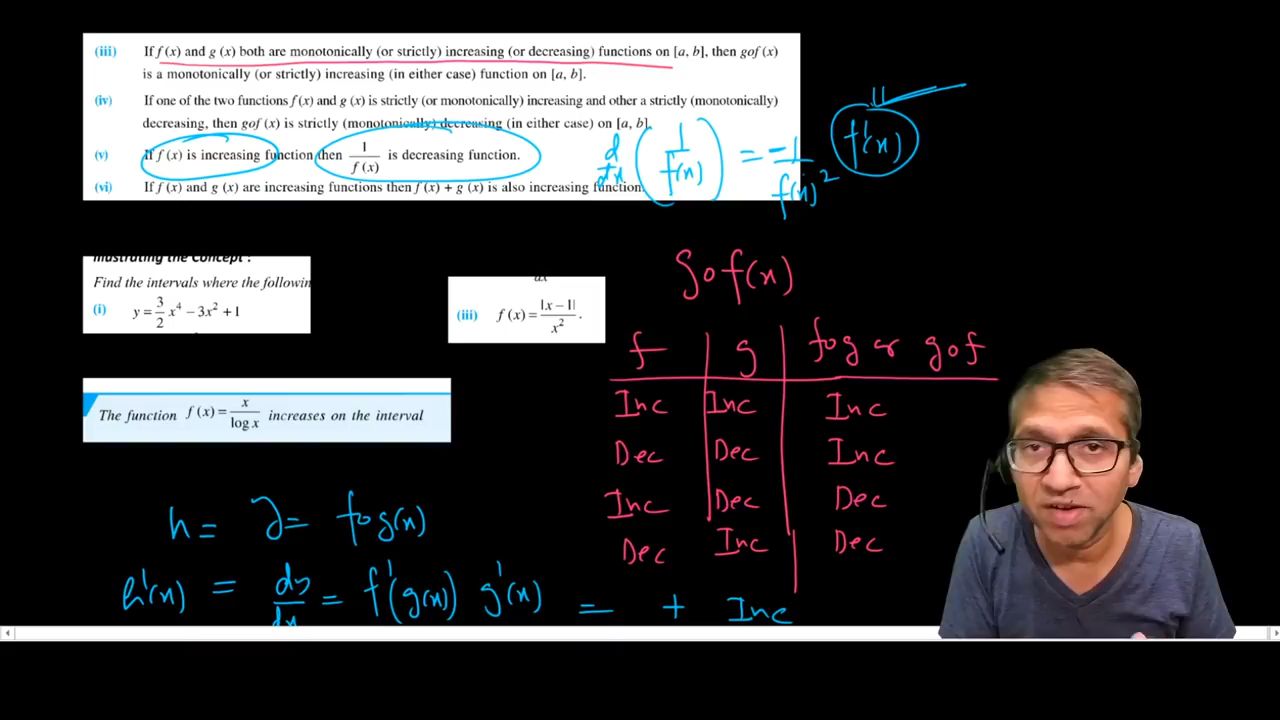 (iii) If f (x) and g (x) both are monotonically (or strictly) increasing (or decreasing) functions on [a, b], then gof (x)
is a monotonically (or strictly) increasing (in either case) function on [a, b].
(iv) If one of the two functions f (x) and g (x) is strictly (or monotonically) increasing and other a strictly (monotonically)
decreasing, then gof (x) is strictly (monotonically) decreasing (in either case) on [a, b].
(v) If f (x) is increasing function then 1/f (x) is decreasing function.
(vi) If f (x) and g (x) are increasing functions then f (x) + g (x) is also increasing function
d/dx (1/f(x)) = -1/f(x)² f'(x)
Illustrating the Concept :
Find the intervals where the followin
(i) y = 3/2 x⁴ − 3x² + 1
dx
(iii) f (x) = |x − 1|/x² .
The function f (x) = x/log x increases on the interval
gof(x)
f g fog or gof
Inc Inc Inc
Dec Dec Inc
Inc Dec Dec
Dec Inc Dec
h = y = fog(x)
h'(x) = dy/dx = f'(g(x)) g'(x) = + Inc